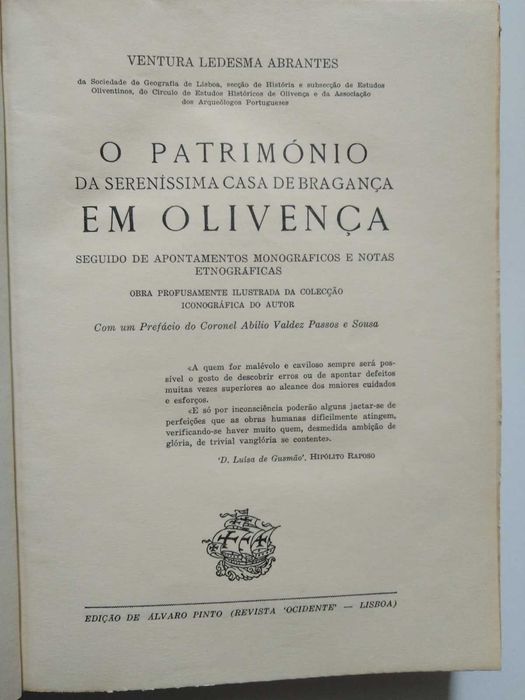 VENTURA LEDESMA ABRANTES
da Sociedade de Geografia de Lisboa, secção de História e subsecção de Estudos
Oliventinos, do Círculo de Estudos Históricos de Olivença e da Associação
dos Arqueólogos Portugueses
O PATRIMÓNIO
DA SERENÍSSIMA CASA DE BRAGANÇA
EM OLIVENÇA
SEGUIDO DE APONTAMENTOS MONOGRÁFICOS E NOTAS
ETNOGRÁFICAS
OBRA PROFUSAMENTE ILUSTRADA DA COLECÇÃO
ICONOGRÁFICA DO AUTOR
Com um Prefácio do Coronel Abílio Valdez Passos e Sousa
«A quem for malévolo e caviloso sempre será pos-
sível o gosto de descobrir erros ou de apontar defeitos
muitas vezes superiores ao alcance dos maiores cuidados
e esforços.
«E só por inconsciência poderão alguns jactar-se de
perfeições que as obras humanas dificilmente atingem,
verificando-se haver muito quem, desmedida ambição de
glória, de trivial vanglória se contente».
'D. Luísa de Gusmão'. HIPÓLITO RAPOSO
EDIÇÃO DE ÁLVARO PINTO (REVISTA 'OCIDENTE' — LISBOA)